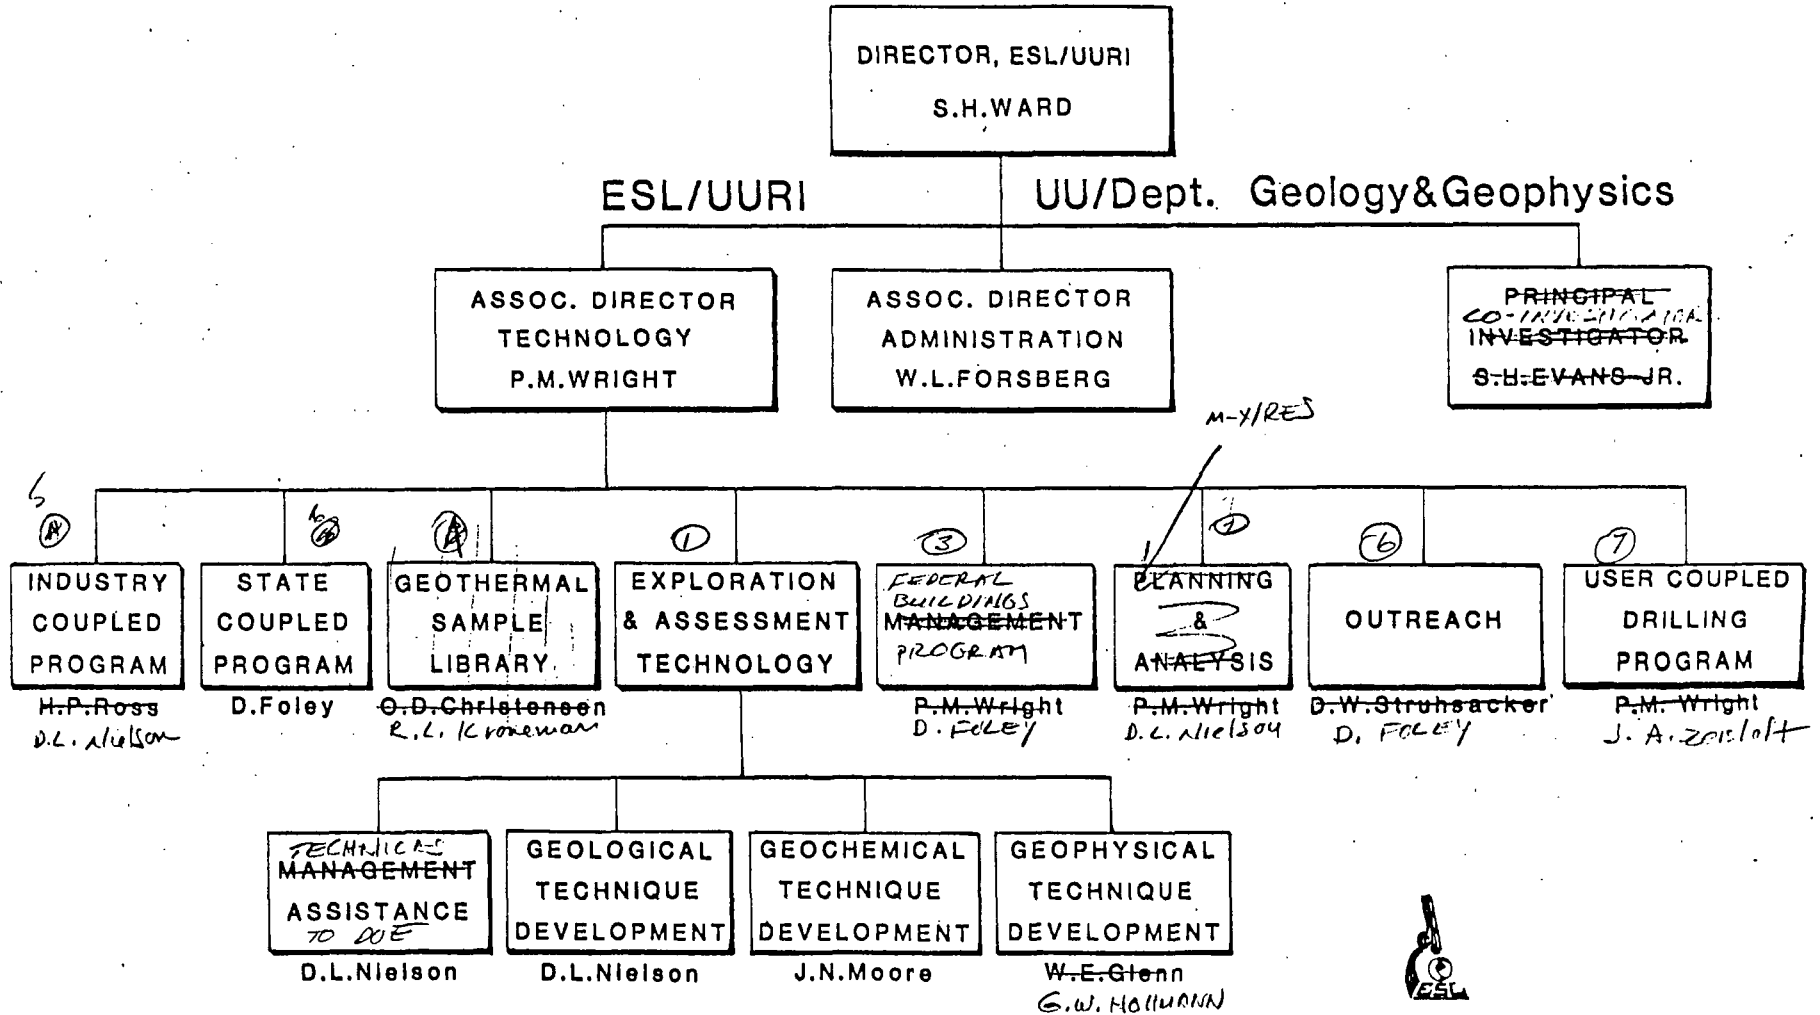 DIRECTOR, ESL/UURI
S.H.WARD
ESL/UURI
UU/Dept. Geology&Geophysics
ASSOC. DIRECTOR
TECHNOLOGY
P.M.WRIGHT
ASSOC. DIRECTOR
ADMINISTRATION
W.L.FORSBERG
PRINCIPAL
CO-INVESTIGATOR
INVESTIGATOR
S.H.EVANS JR.
M-X/RES
5
1
3
6
7
INDUSTRY
COUPLED
PROGRAM
H.P.Ross
D.L. Nielson
STATE
COUPLED
PROGRAM
D.Foley
GEOTHERMAL
SAMPLE
LIBRARY
O.D.Christensen
R.L. Kroneman
EXPLORATION
& ASSESSMENT
TECHNOLOGY
FEDERAL
BUILDINGS
MANAGEMENT
PROGRAM
P.M.Wright
D. FOLEY
PLANNING
&
ANALYSIS
P.M.Wright
D.L. Nielson
OUTREACH
D.W.Struhsacker
D. FOLEY
USER COUPLED
DRILLING
PROGRAM
P.M. Wright
J. A.
TECHNICAL
MANAGEMENT
ASSISTANCE
TO DOE
D.L.Nielson
GEOLOGICAL
TECHNIQUE
DEVELOPMENT
D.L.Nielson
GEOCHEMICAL
TECHNIQUE
DEVELOPMENT
J.N.Moore
GEOPHYSICAL
TECHNIQUE
DEVELOPMENT
W.E.Glenn
G.W. HOHMANN
ESL